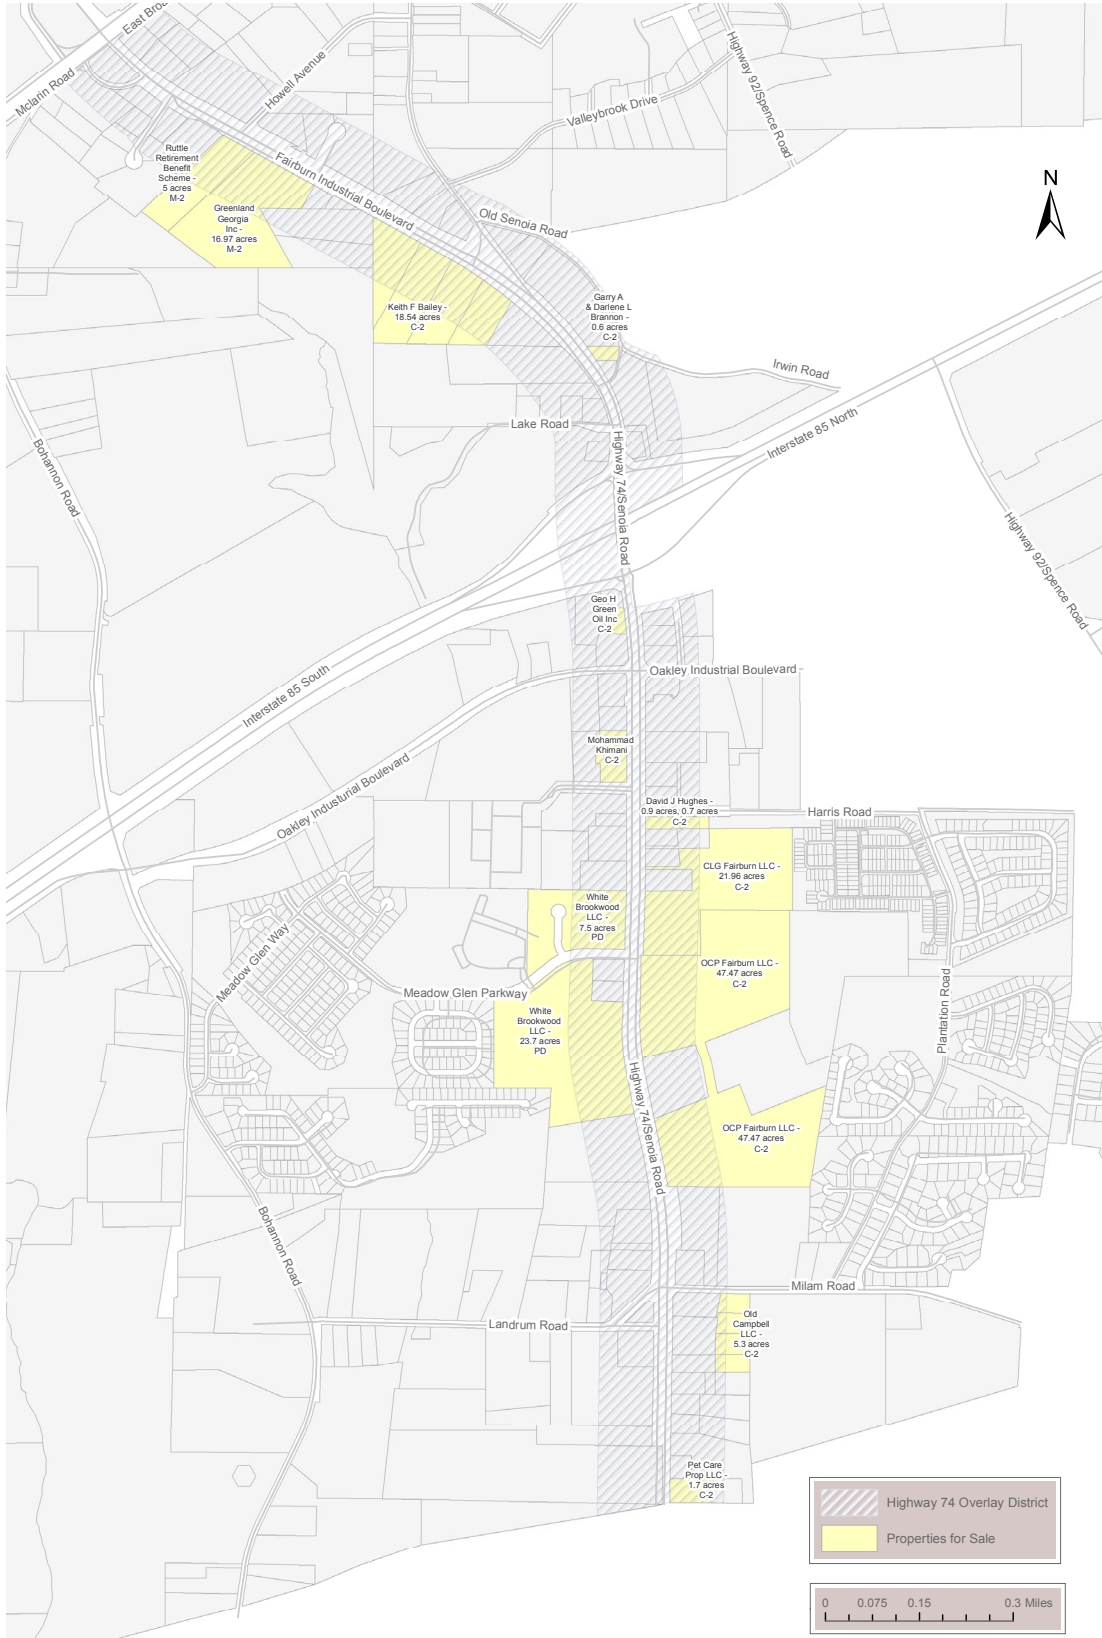 East Broa
Mclarin Road
Howell Avenue
Highway 92/Spence Road
Valleybrook Drive
Ruttle
Retirement
Benefit
Scheme -
5 acres
M-2
Fairburn Industrial Boulevard
N
Greenland
Georgia
Inc -
16.97 acres
M-2
Old Senoia Road
Keith F Bailey -
18.54 acres
C-2
Garry A
& Darlene L
Brannon -
0.6 acres
C-2
Irwin Road
Lake Road
Interstate 85 North
Bohannon Road
Highway 74/Senoia Road
Highway 92/Spence Road
Geo H
Green
Oil Inc
C-2
Interstate 85 South
Oakley Industrial Boulevard
Mohammad
Khimani
C-2
Oakley Industurial Boulevard
David J Hughes -
0.9 acres, 0.7 acres
C-2
Harris Road
CLG Fairburn LLC -
21.96 acres
C-2
White
Brookwood
LLC -
7.5 acres
PD
Meadow Glen Way
OCP Fairburn LLC -
47.47 acres
C-2
Meadow Glen Parkway
Plantation Road
White
Brookwood
LLC -
23.7 acres
PD
Highway 74/Senoia Road
OCP Fairburn LLC -
47.47 acres
C-2
Bohannon Road
Milam Road
Landrum Road
Old
Campbell
LLC -
5.3 acres
C-2
Pet Care
Prop LLC -
1.7 acres
C-2
Highway 74 Overlay District
Properties for Sale
0 0.075 0.15 0.3 Miles